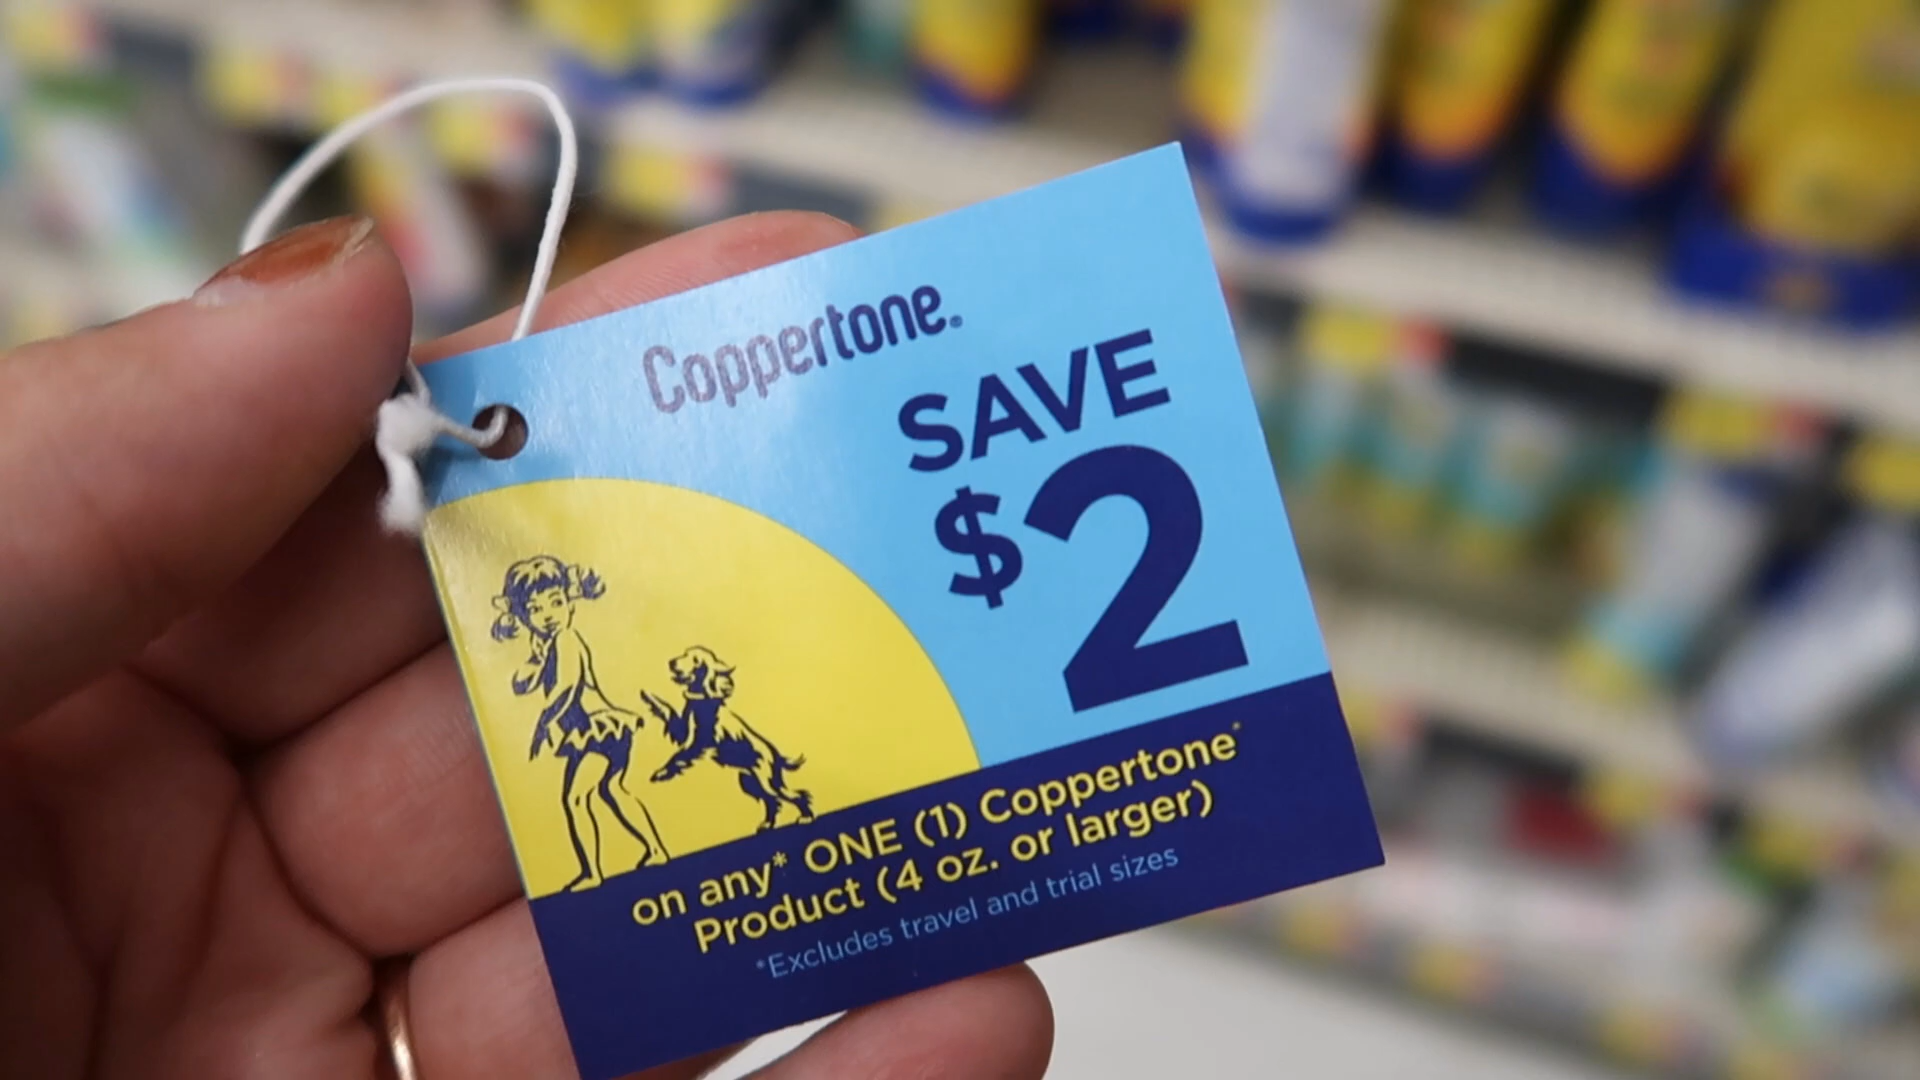 Coppertone®
SAVE
$2
on any* ONE (1) Coppertone®
Product (4 oz. or larger)
*Excludes travel and trial sizes